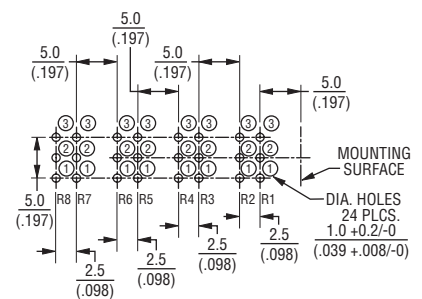 5.0
(.197)
5.0
(.197)
5.0
(.197)
5.0
(.197)
3 3 3 3 3 3 3 3
2 2 2 2 2 2 2 2
1 1 1 1 1 1 1 1
MOUNTING
SURFACE
5.0
(.197)
R8 R7 R6 R5 R4 R3 R2 R1
DIA. HOLES
24 PLCS.
1.0 +0.2/-0
(.039 +.008/-0)
2.5
(.098)
2.5
(.098)
2.5
(.098)
2.5
(.098)